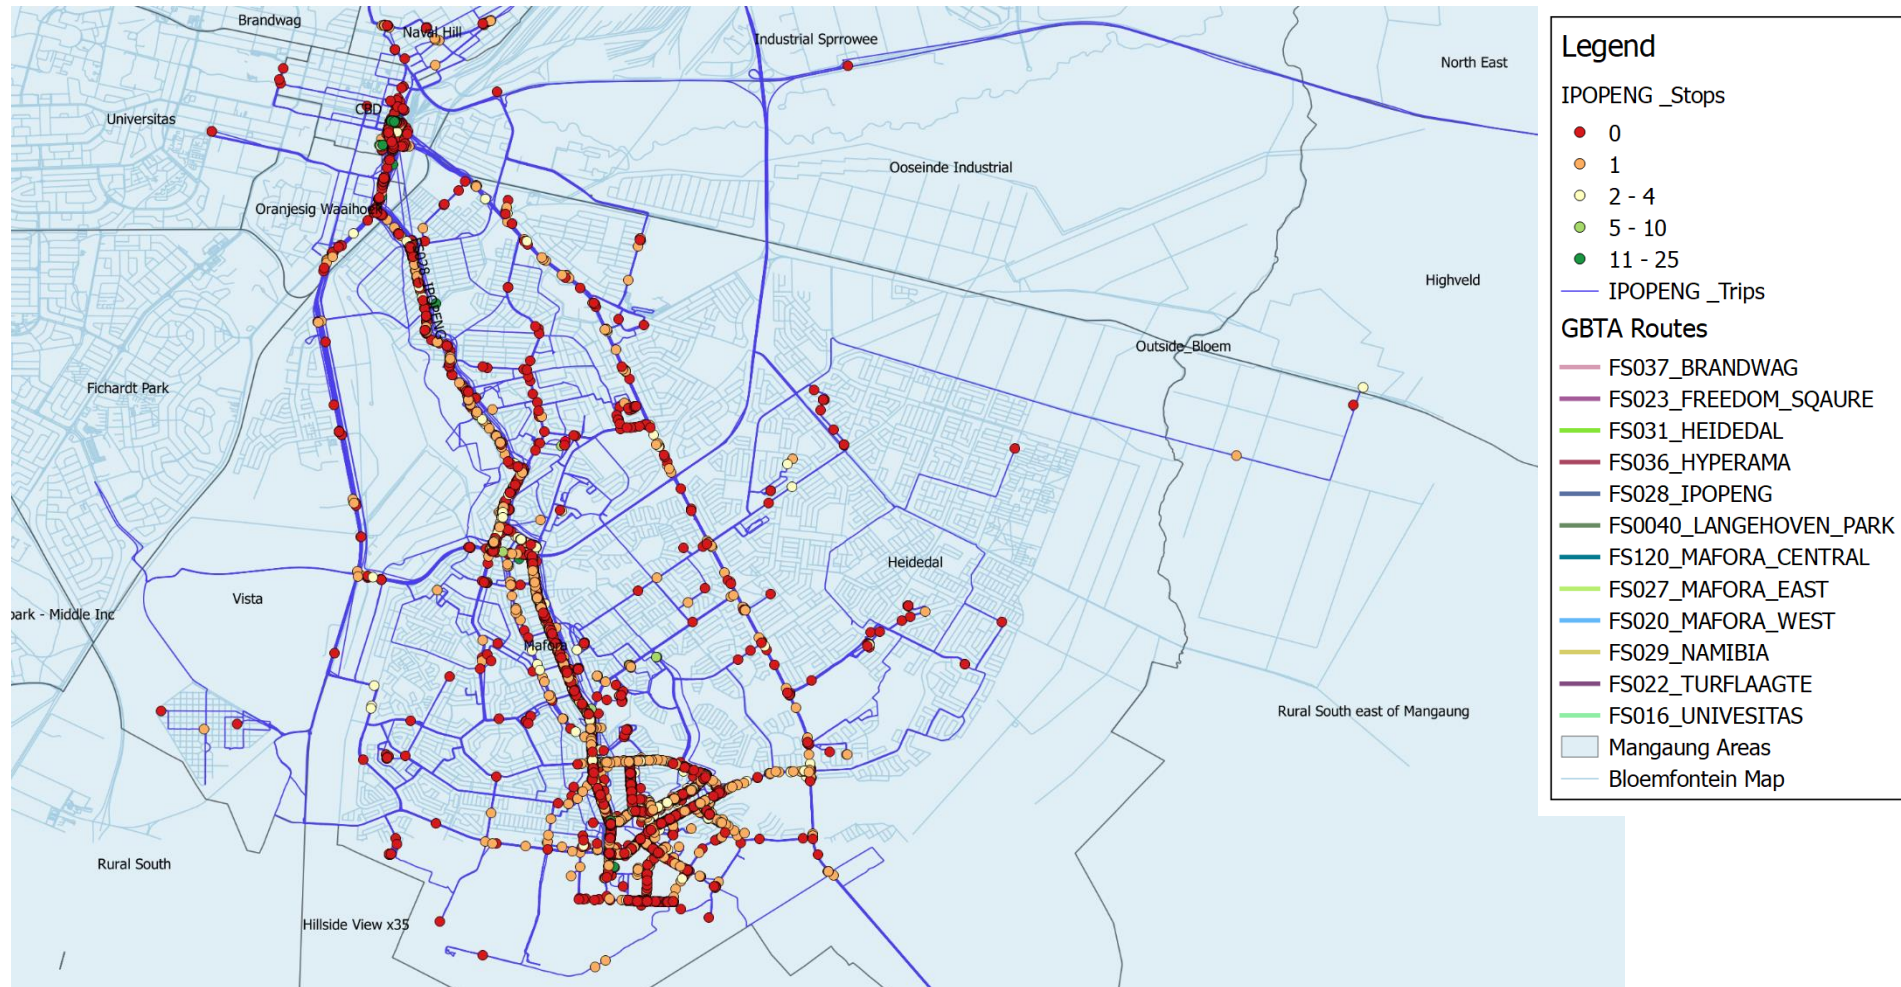 Brandwag
Naval Hill
Industrial Sprrowee
North East
CBD
Universitas
Ooseinde Industrial
Oranjesig Waaihoek
FS028_IPOPENG
Highveld
Outside_Bloem
Fichardt Park
Heidedal
Vista
park - Middle Inc
Mafora
Rural South east of Mangaung
Rural South
Hillside View x35
Legend
IPOPENG _Stops
0
1
2 - 4
5 - 10
11 - 25
IPOPENG _Trips
GBTA Routes
FS037_BRANDWAG
FS023_FREEDOM_SQAURE
FS031_HEIDEDAL
FS036_HYPERAMA
FS028_IPOPENG
FS0040_LANGEHOVEN_PARK
FS120_MAFORA_CENTRAL
FS027_MAFORA_EAST
FS020_MAFORA_WEST
FS029_NAMIBIA
FS022_TURFLAAGTE
FS016_UNIVESITAS
Mangaung Areas
Bloemfontein Map